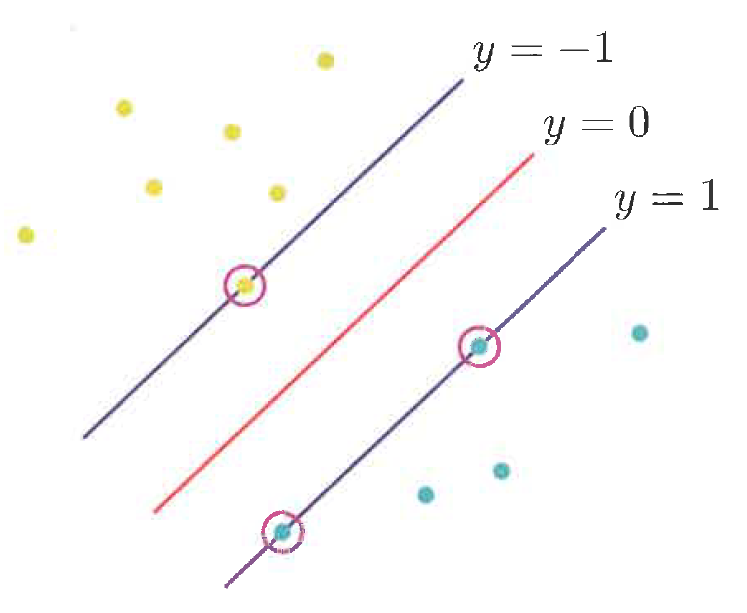 y = −1
y = 0
y = 1